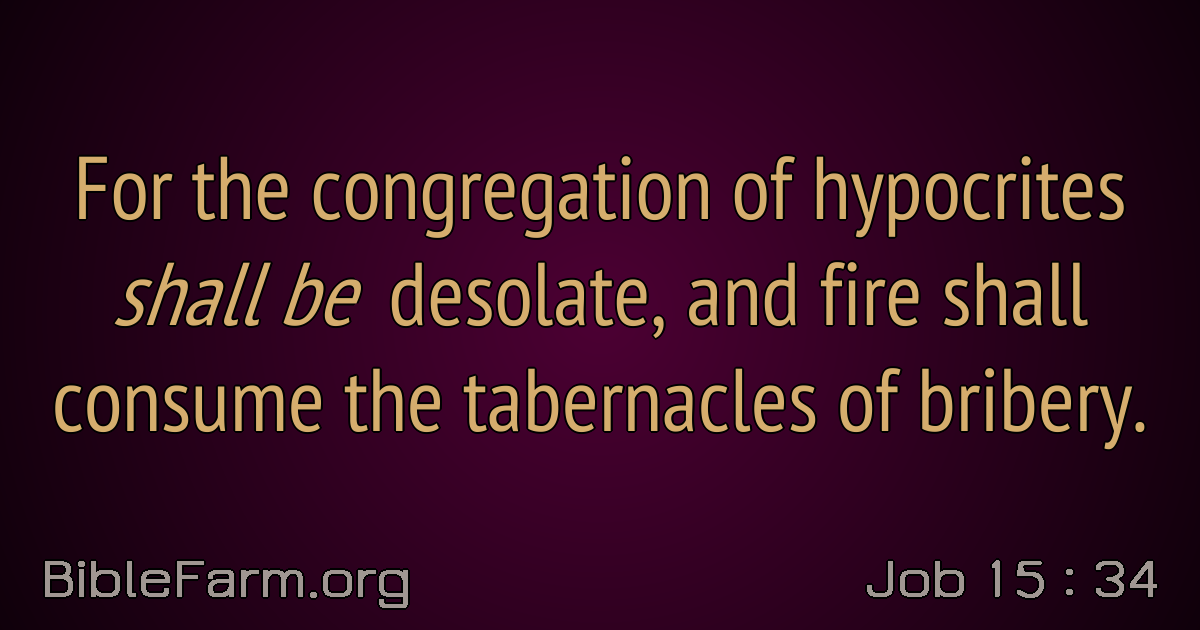 For the congregation of hypocrites
shall be desolate, and fire shall
consume the tabernacles of bribery.
BibleFarm.org
Job 15 : 34